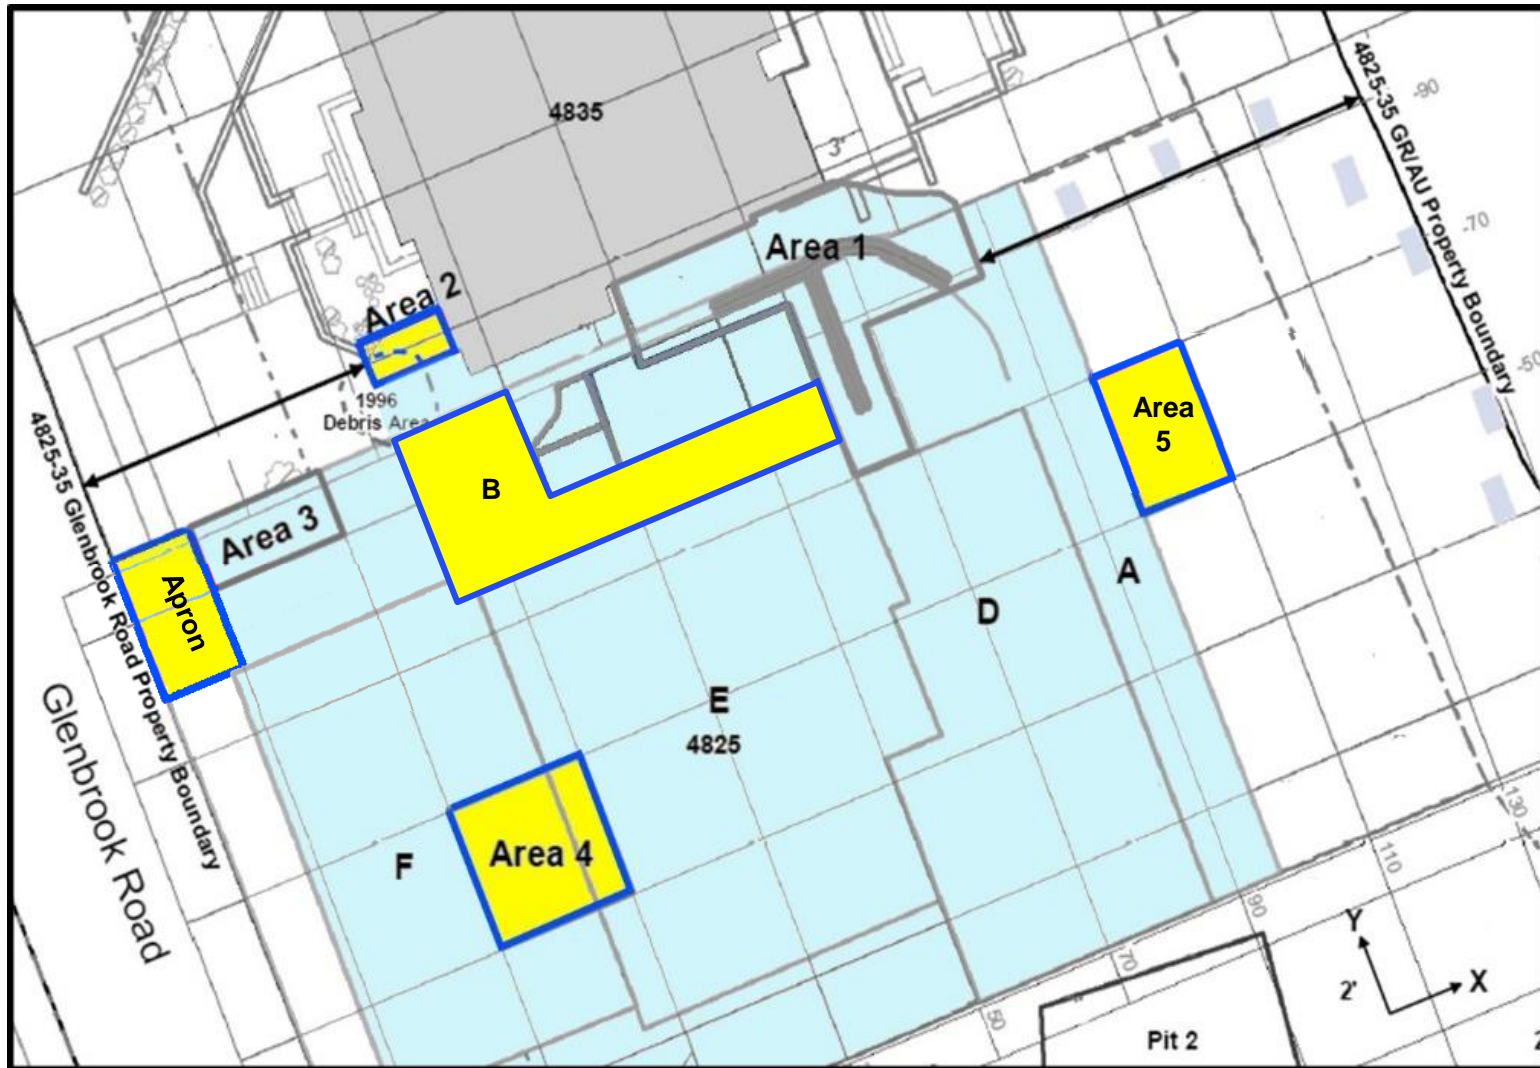 4835
3'
-90
4825-35 GR/AU Property Boundary
-70
Area 1
Area 2
-50
1996
Debris Area
Area
5
B
4825-35 Glenbrook Road Property Boundary
Area 3
Apron
A
D
E
4825
Glenbrook Road
F
Area 4
130
110
90
70
50
Y
X
2'
Pit 2